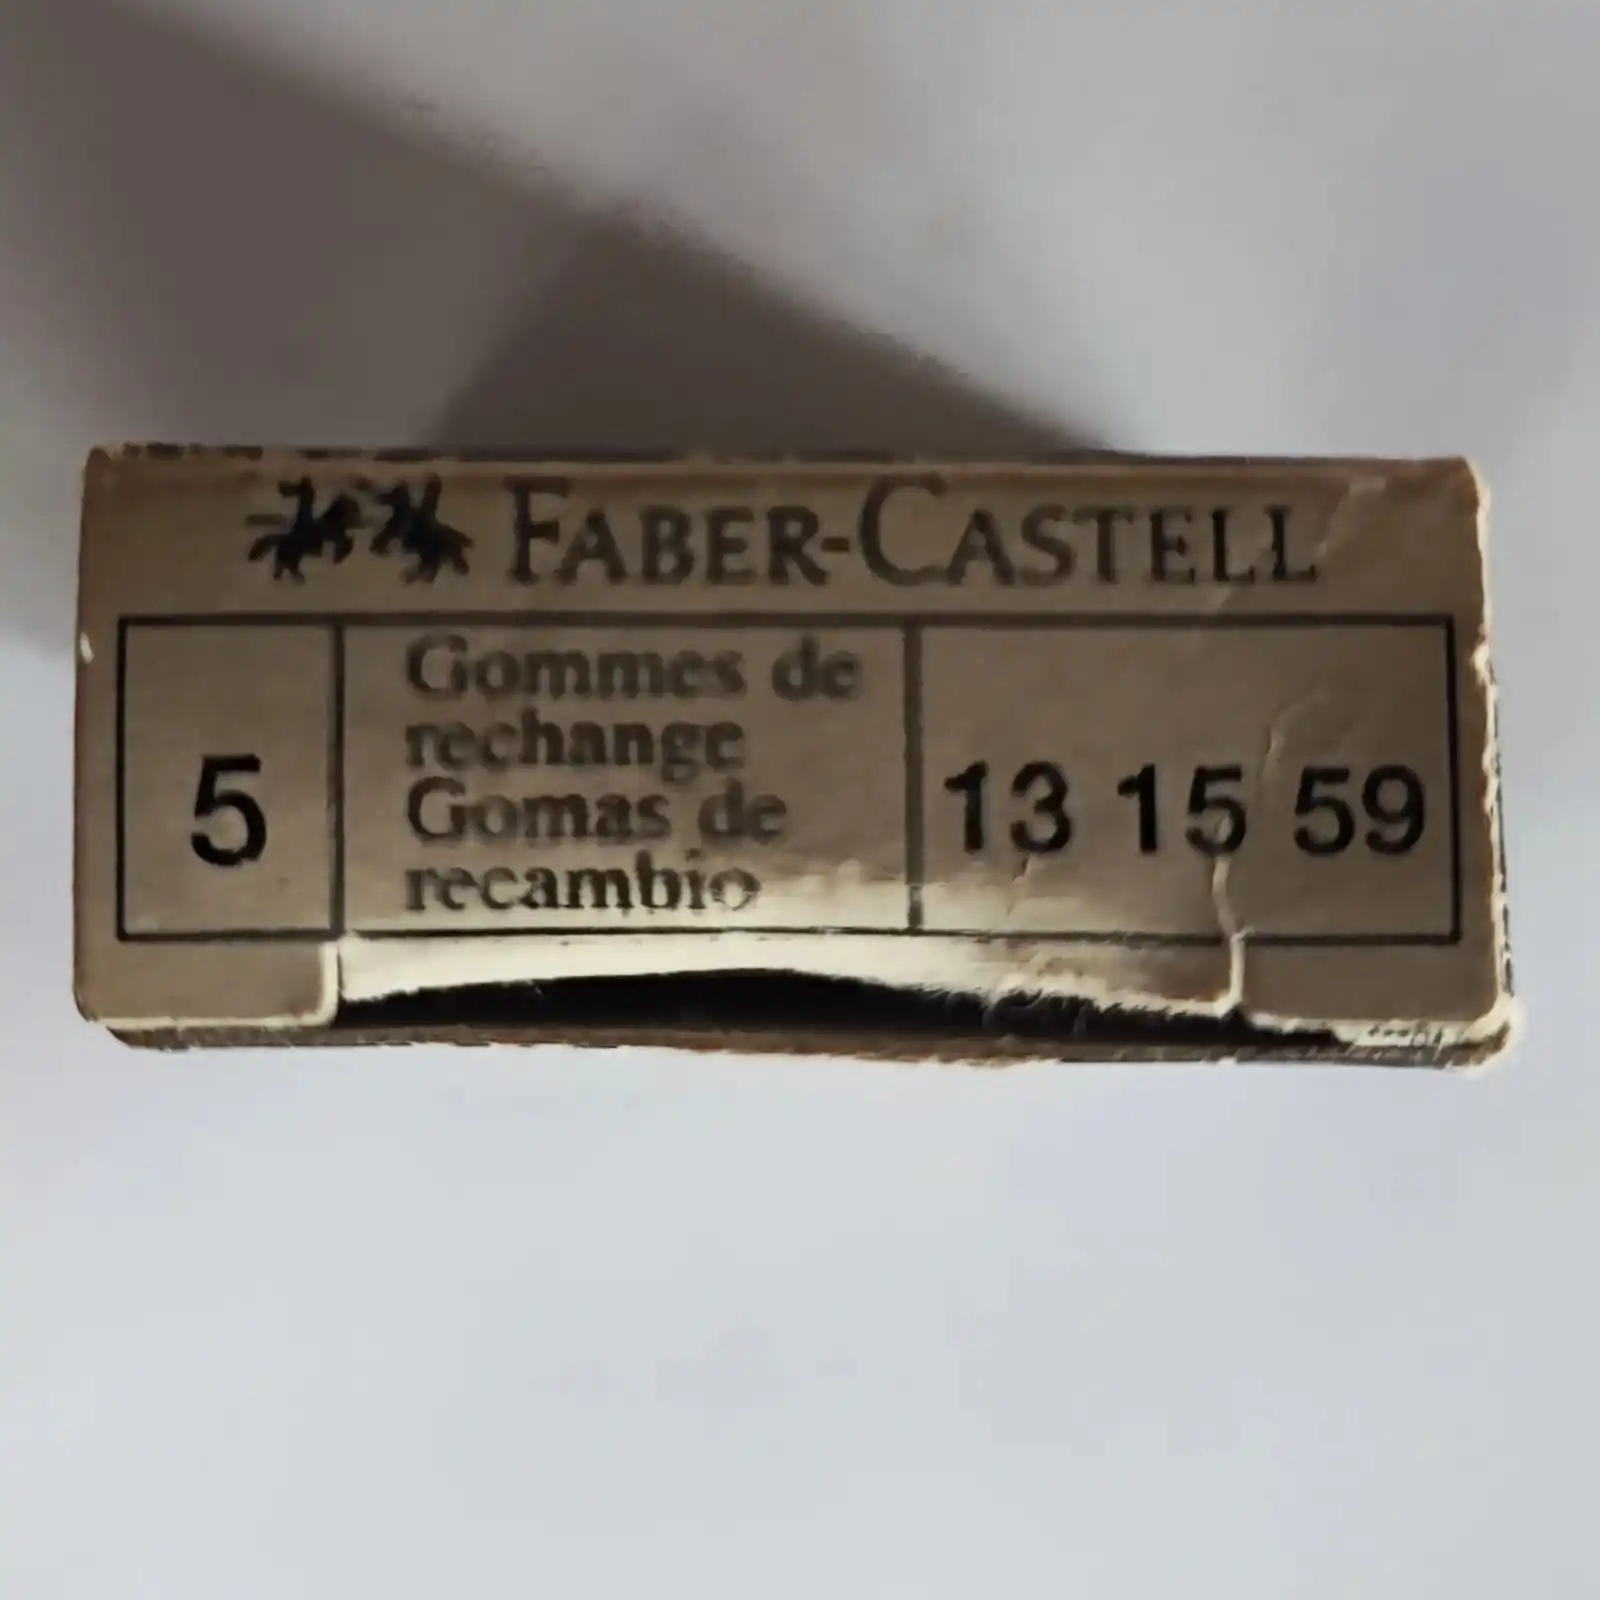 FABER-CASTELL
5
Gommes de
rechange
Gomas de
recambio
13 15 59